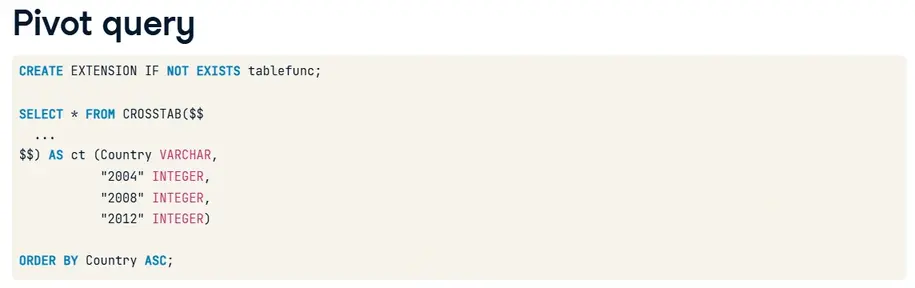 Pivot query
CREATE EXTENSION IF NOT EXISTS tablefunc;
SELECT * FROM CROSSTAB($$
...
$$) AS ct (Country VARCHAR,
"2004" INTEGER,
"2008" INTEGER,
"2012" INTEGER)
ORDER BY Country ASC;